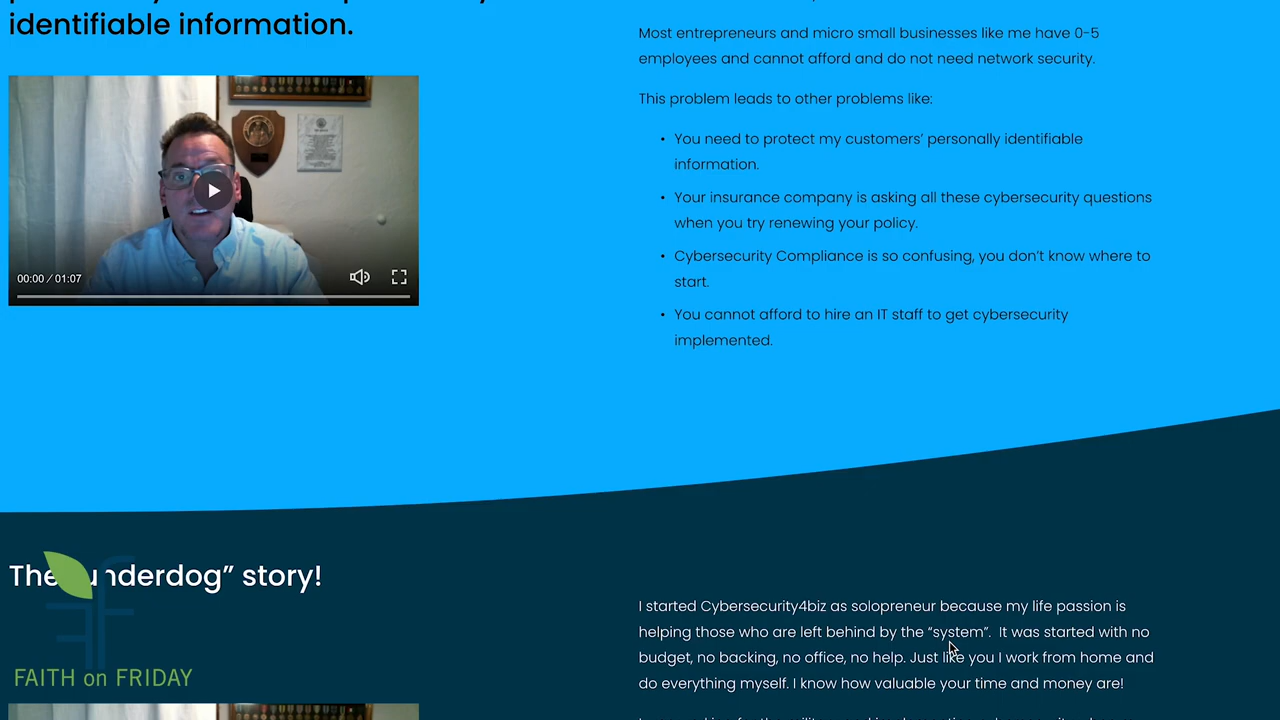 identifiable information.
00:00 / 01:07
Most entrepreneurs and micro small businesses like me have 0-5
employees and cannot afford and do not need network security.
This problem leads to other problems like:
• You need to protect my customers’ personally identifiable
information.
• Your insurance company is asking all these cybersecurity questions
when you try renewing your policy.
• Cybersecurity Compliance is so confusing, you don’t know where to
start.
• You cannot afford to hire an IT staff to get cybersecurity
implemented.
The “underdog” story!
FAITH on FRIDAY
I started Cybersecurity4biz as solopreneur because my life passion is
helping those who are left behind by the “system”. It was started with no
budget, no backing, no office, no help. Just like you I work from home and
do everything myself. I know how valuable your time and money are!